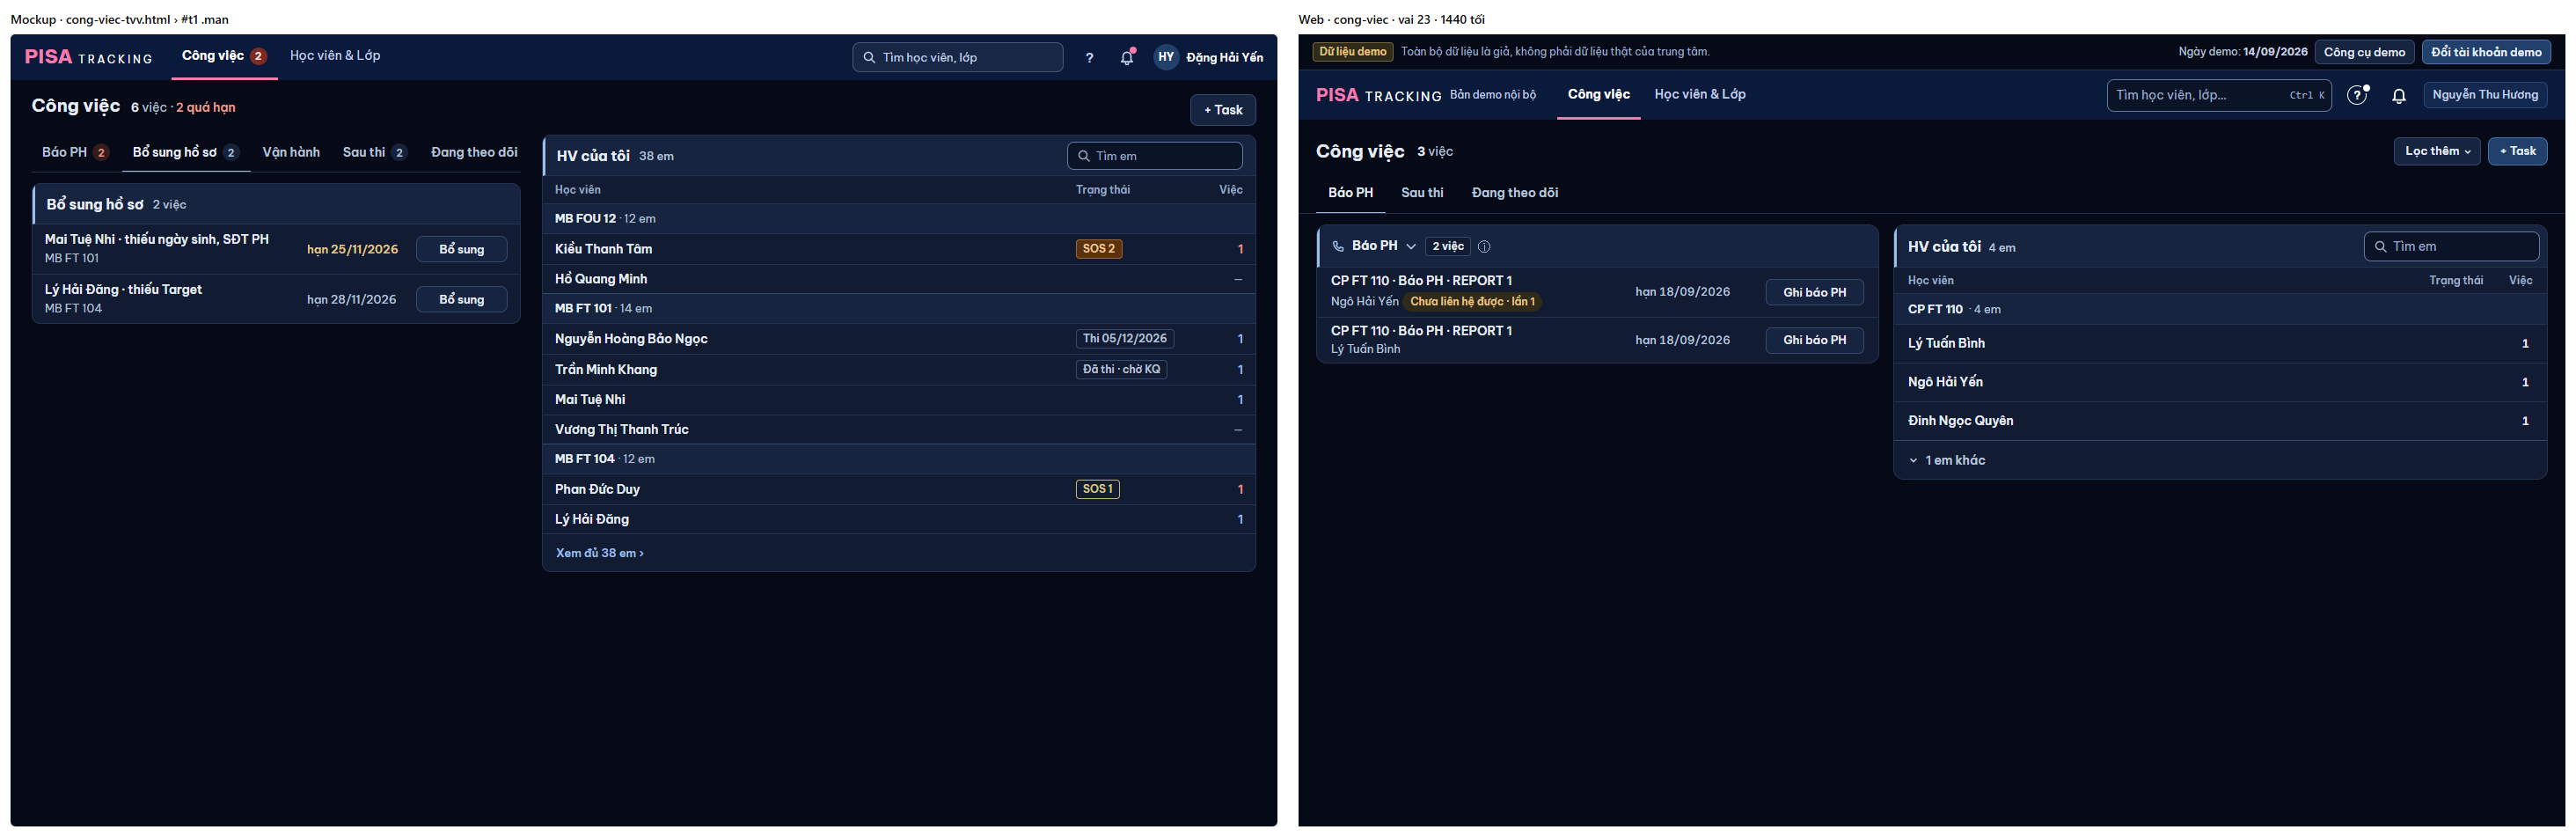 Mockup · cong-viec-tvv.html › #t1 .man
PISA TRACKING Công việc 2 Học viên & Lớp Tìm học viên, lớp ? HY Đặng Hải Yến
Công việc 6 việc · 2 quá hạn + Task
Báo PH 2 Bổ sung hồ sơ 2 Vận hành Sau thi 2 Đang theo dõi
Bổ sung hồ sơ 2 việc
Mai Tuệ Nhi · thiếu ngày sinh, SĐT PH
MB FT 101
hạn 25/11/2026 Bổ sung
Lý Hải Đăng · thiếu Target
MB FT 104
hạn 28/11/2026 Bổ sung
HV của tôi 38 em Tìm em
Học viên Trạng thái Việc
MB FOU 12 · 12 em
Kiều Thanh Tâm SOS 2 1
Hồ Quang Minh –
MB FT 101 · 14 em
Nguyễn Hoàng Bảo Ngọc Thi 05/12/2026 1
Trần Minh Khang Đã thi · chờ KQ 1
Mai Tuệ Nhi 1
Vương Thị Thanh Trúc –
MB FT 104 · 12 em
Phan Đức Duy SOS 1 1
Lý Hải Đăng 1
Xem đủ 38 em ›
Web · cong-viec · vai 23 · 1440 tối
Dữ liệu demo Toàn bộ dữ liệu là giả, không phải dữ liệu thật của trung tâm. Ngày demo: 14/09/2026 Công cụ demo Đổi tài khoản demo
PISA TRACKING Bản demo nội bộ Công việc Học viên & Lớp Tìm học viên, lớp... Ctrl K ? Nguyễn Thu Hương
Công việc 3 việc Lọc thêm + Task
Báo PH Sau thi Đang theo dõi
Báo PH 2 việc
CP FT 110 · Báo PH · REPORT 1
Ngô Hải Yến Chưa liên hệ được · lần 1
hạn 18/09/2026 Ghi báo PH
CP FT 110 · Báo PH · REPORT 1
Lý Tuấn Bình
hạn 18/09/2026 Ghi báo PH
HV của tôi 4 em Tìm em
Học viên Trạng thái Việc
CP FT 110 · 4 em
Lý Tuấn Bình 1
Ngô Hải Yến 1
Đinh Ngọc Quyên 1
1 em khác